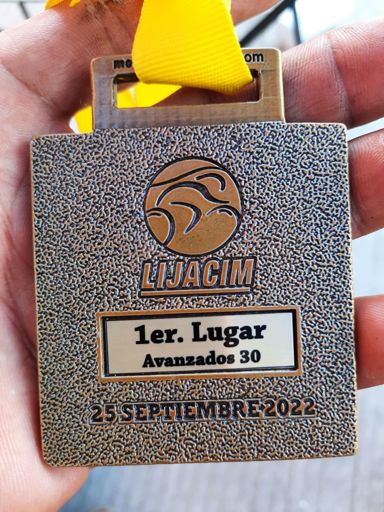 LIJACIM
1er. Lugar
Avanzados 30
25 SEPTIEMBRE 2022